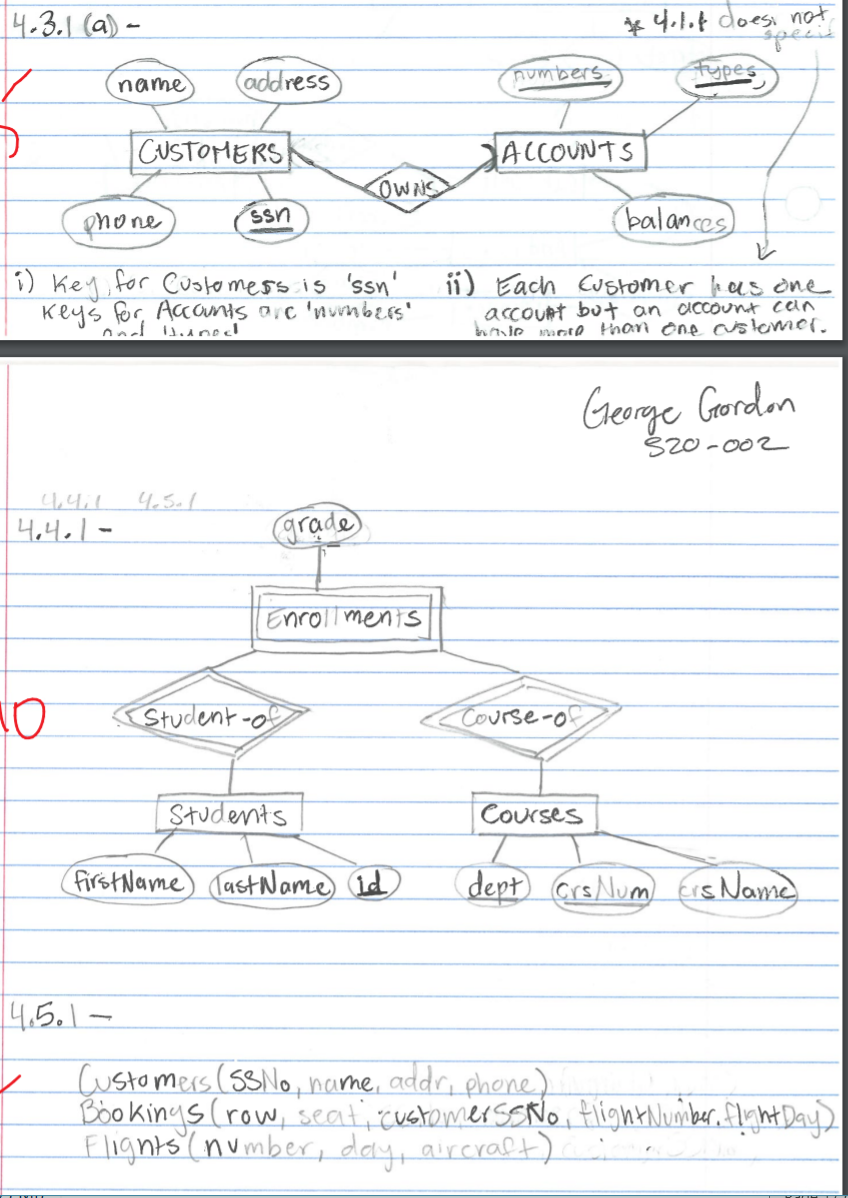 4.3.1 (a) -
* 4.1.1 does not
specif
name
address
numbers
types
CUSTOMERS
OWNS
ACCOUNTS
phone
ssn
balances
i) Key for Customers is 'ssn'
Keys for Accounts are 'numbers'
ii) Each Customer has one
account but an account can
have more than one customer.
George Gordon
S20-002
4.4.1 4.5.1
4.4.1 -
grade
Enrollments
Student-of
Course-of
10
Students
Courses
firstName
lastName
id
dept
crsNum
crsName
4.5.1 -
Customers(SSNo, name, addr, phone)
Bookings(row, seat, customerSSNo, flightNumber, flightDay)
Flights(number, day, aircraft)